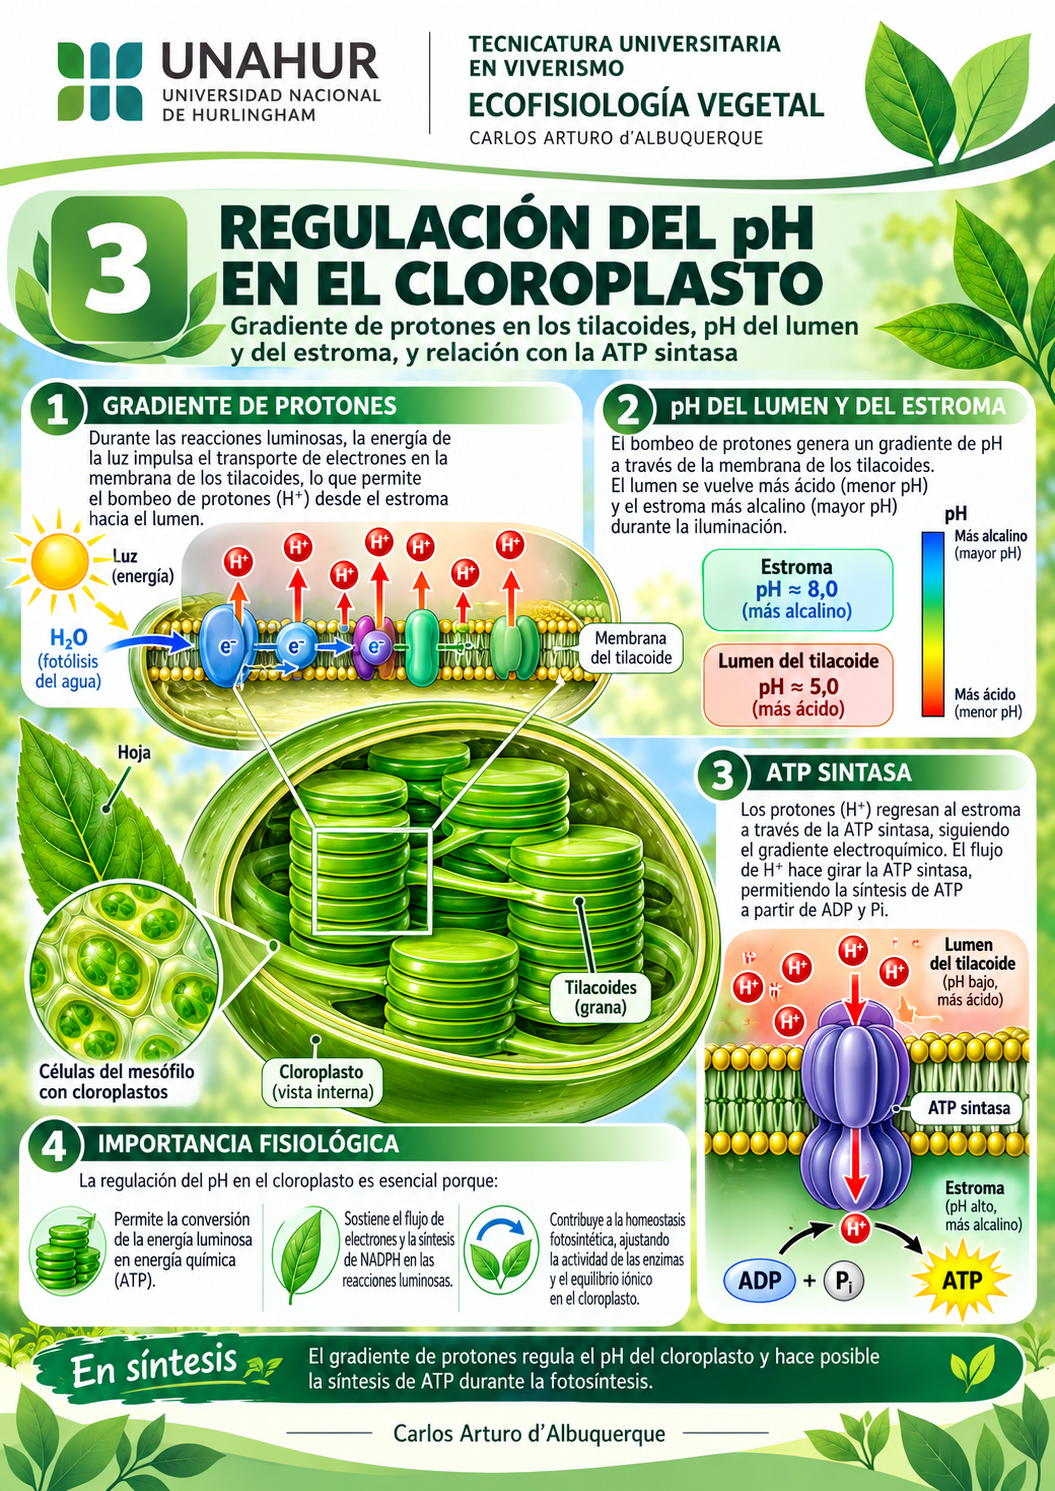 UNAHUR
UNIVERSIDAD NACIONAL
DE HURLINGHAM
TECNICATURA UNIVERSITARIA
EN VIVERISMO
ECOFISIOLOGÍA VEGETAL
CARLOS ARTURO d'ALBUQUERQUE
3
REGULACIÓN DEL pH
EN EL CLOROPLASTO
Gradiente de protones en los tilacoides, pH del lumen
y del estroma, y relación con la ATP sintasa
1 GRADIENTE DE PROTONES
Durante las reacciones luminosas, la energía de
la luz impulsa el transporte de electrones en la
membrana de los tilacoides, lo que permite
el bombeo de protones (H⁺) desde el estroma
hacia el lumen.
Luz
(energía)
H₂O
(fotólisis
del agua)
H⁺ H⁺ H⁺ H⁺ H⁺ H⁺ H⁺
e⁻ e⁻ e⁻
Membrana
del tilacoide
2 pH DEL LUMEN Y DEL ESTROMA
El bombeo de protones genera un gradiente de pH
a través de la membrana de los tilacoides.
El lumen se vuelve más ácido (menor pH)
y el estroma más alcalino (mayor pH)
durante la iluminación.
pH
Más alcalino
(mayor pH)
Más ácido
(menor pH)
Estroma
pH ≈ 8,0
(más alcalino)
Lumen del tilacoide
pH ≈ 5,0
(más ácido)
Hoja
Células del mesófilo
con cloroplastos
Tilacoides
(grana)
Cloroplasto
(vista interna)
3 ATP SINTASA
Los protones (H⁺) regresan al estroma
a través de la ATP sintasa, siguiendo
el gradiente electroquímico. El flujo
de H⁺ hace girar la ATP sintasa,
permitiendo la síntesis de ATP
a partir de ADP y Pi.
H⁺ H⁺ H⁺ H⁺ H⁺
Lumen
del tilacoide
(pH bajo,
más ácido)
ATP sintasa
Estroma
(pH alto,
más alcalino)
H⁺
ADP + Pi
ATP
4 IMPORTANCIA FISIOLÓGICA
La regulación del pH en el cloroplasto es esencial porque:
Permite la conversión
de la energía luminosa
en energía química
(ATP).
Sostiene el flujo de
electrones y la síntesis
de NADPH en las
reacciones luminosas.
Contribuye a la homeostasis
fotosintética, ajustando
la actividad de las enzimas
y el equilibrio iónico
en el cloroplasto.
En síntesis
El gradiente de protones regula el pH del cloroplasto y hace posible
la síntesis de ATP durante la fotosíntesis.
Carlos Arturo d'Albuquerque